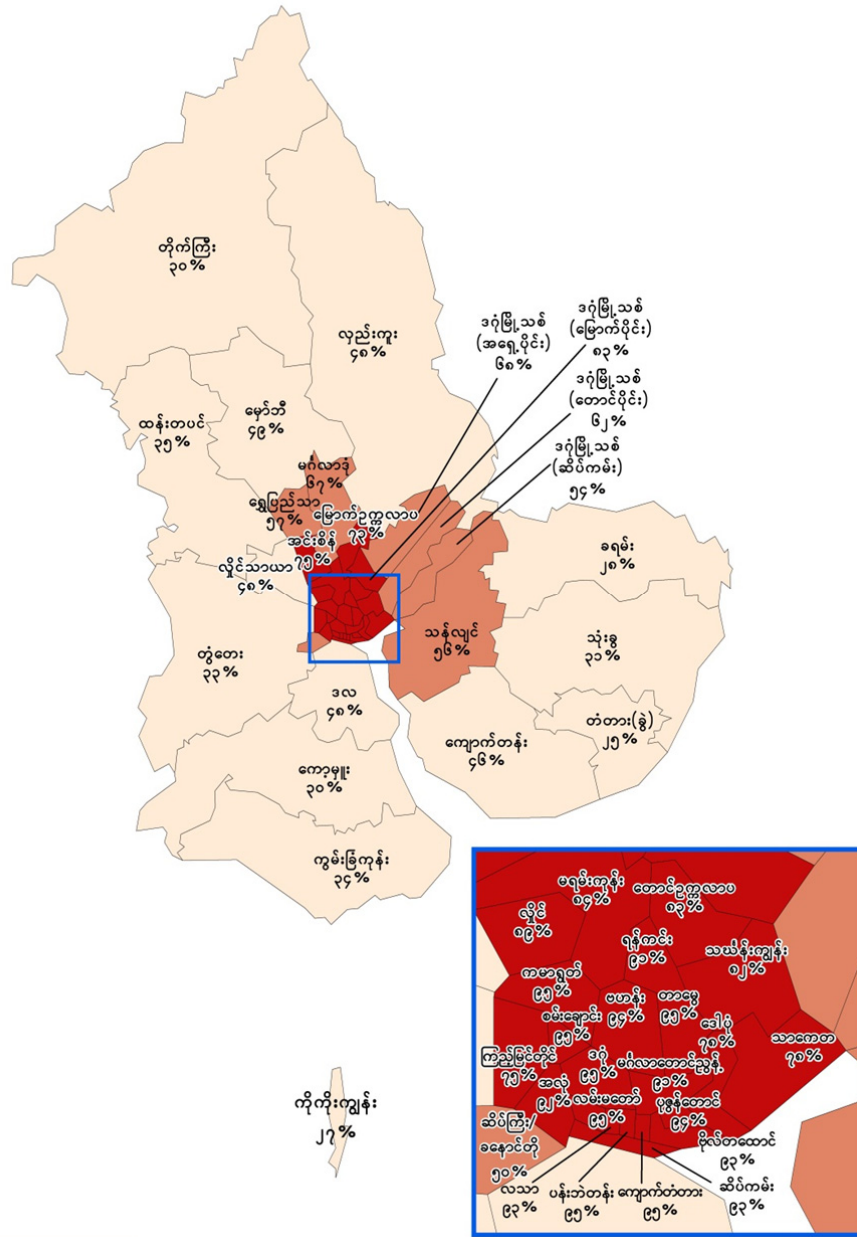 တိုက်ကြီး
၃၀%
လှည်းကူး
၄၈%
ဒဂုံမြို့သစ်
(အရှေ့ပိုင်း)
၆၈%
ဒဂုံမြို့သစ်
(မြောက်ပိုင်း)
၈၃%
ဒဂုံမြို့သစ်
(တောင်ပိုင်း)
၆၂%
ဒဂုံမြို့သစ်
(ဆိပ်ကမ်း)
၅၄%
ထန်းတပင်
၃၅%
မှော်ဘီ
၄၉%
မင်္ဂလာဒုံ
၆၇%
ရွှေပြည်သာ
၅၇%
မြောက်ဥက္ကလာပ
၇၃%
အင်းစိန်
၇၅%
လှိုင်သာယာ
၄၈%
ခရမ်း
၂၈%
သန်လျင်
၅၆%
သုံးခွ
၃၁%
တွံတေး
၃၃%
ဒလ
၄၈%
တံတား(ခွဲ)
၂၅%
ကျောက်တန်း
၄၆%
ကော့မှူး
၃၀%
ကွမ်းခြံကုန်း
၃၄%
ကိုကိုးကျွန်း
၂၇%
မရမ်းကုန်း
၈၄%
တောင်ဥက္ကလာပ
၈၃%
လှိုင်
၈၉%
ရန်ကင်း
၉၁%
သင်္ဃန်းကျွန်း
၈၂%
ကမာရွတ်
၉၅%
ဗဟန်း
၉၄%
တာမွေ
၉၅%
စမ်းချောင်း
၉၅%
ဒေါပုံ
၇၈%
သာကေတ
၇၈%
ကြည့်မြင်တိုင်
၇၅%
ဒဂုံ
၉၅%
မင်္ဂလာတောင်ညွန့်
၉၁%
အလုံ
၉၂%
လမ်းမတော်
၉၅%
ပုဇွန်တောင်
၉၄%
ဆိပ်ကြီး/
ခနောင်တို
၅၀%
ဗိုလ်တထောင်
၉၃%
လသာ
၉၃%
ပန်းဘဲတန်း
၉၅%
ကျောက်တံတား
၉၅%
ဆိပ်ကမ်း
၉၃%